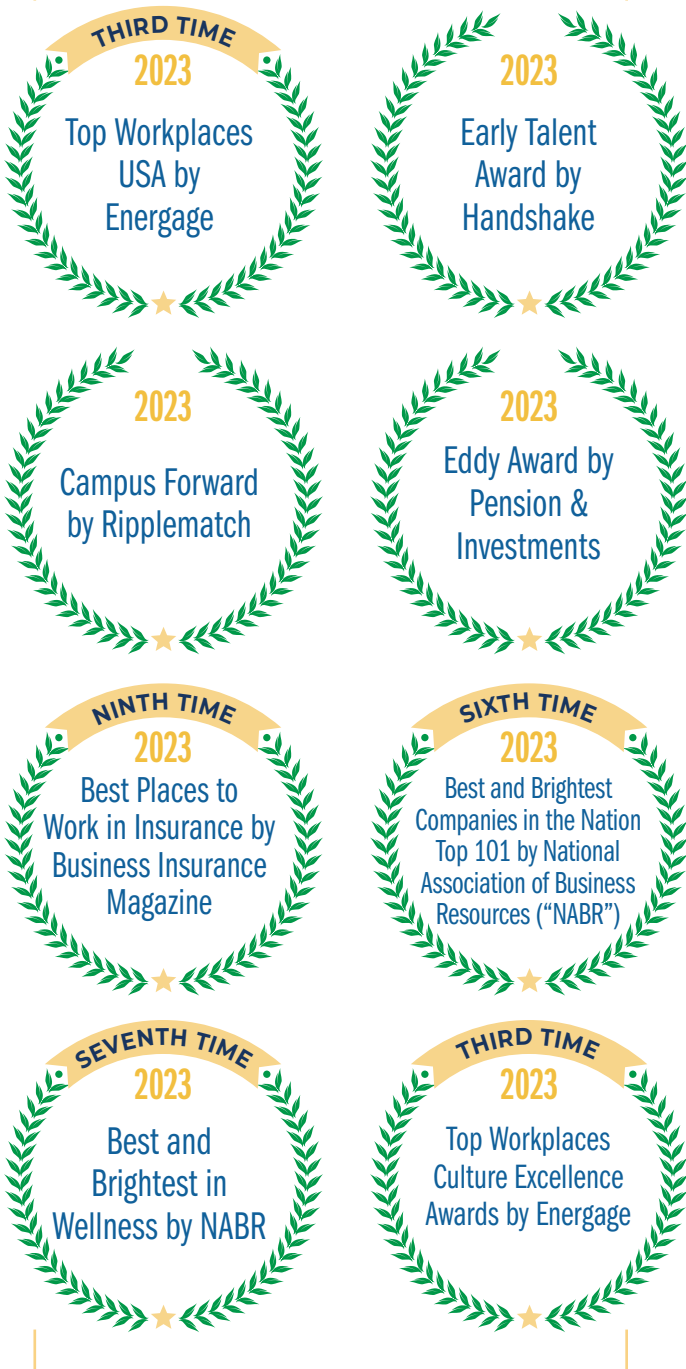 THIRD TIME
2023
Top Workplaces
USA by
Energage
2023
Early Talent
Award by
Handshake
2023
Campus Forward
by Ripplematch
2023
Eddy Award by
Pension &
Investments
NINTH TIME
2023
Best Places to
Work in Insurance by
Business Insurance
Magazine
SIXTH TIME
2023
Best and Brightest
Companies in the Nation
Top 101 by National
Association of Business
Resources (“NABR”)
SEVENTH TIME
2023
Best and
Brightest in
Wellness by NABR
THIRD TIME
2023
Top Workplaces
Culture Excellence
Awards by Energage